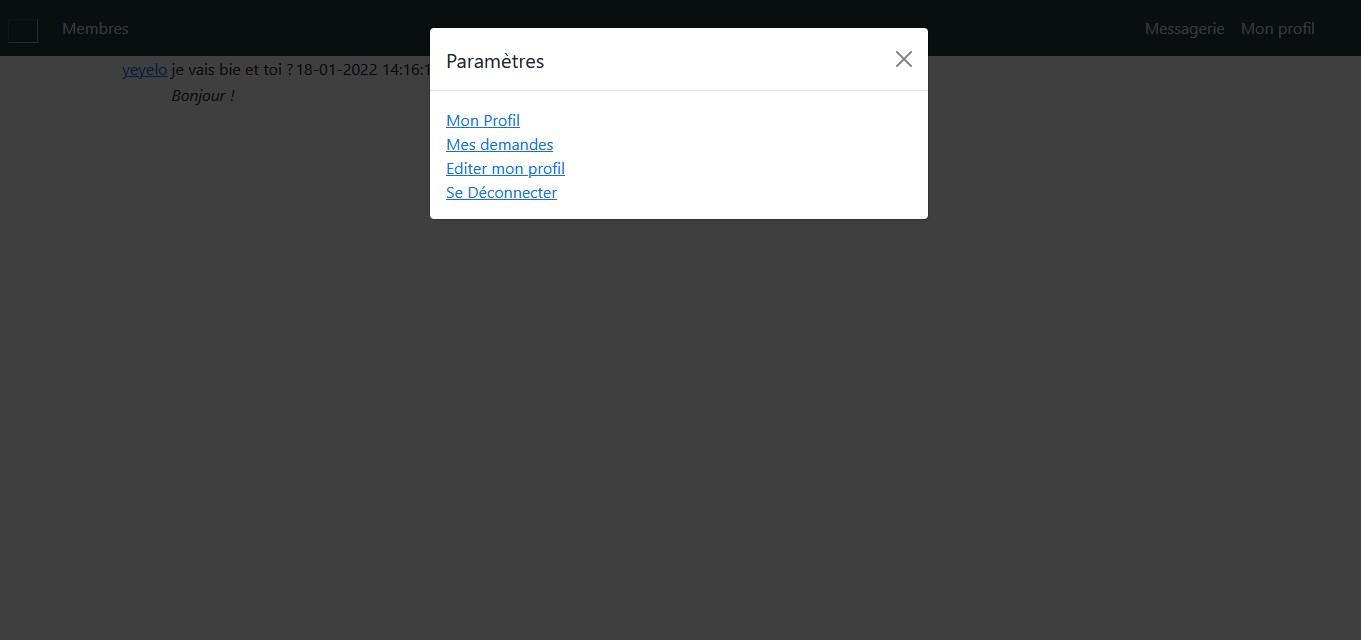 Membres
Messagerie Mon profil
Paramètres
yeyelo je vais bie et toi ? 18-01-2022 14:16:1
Bonjour !
Mon Profil
Mes demandes
Editer mon profil
Se Déconnecter